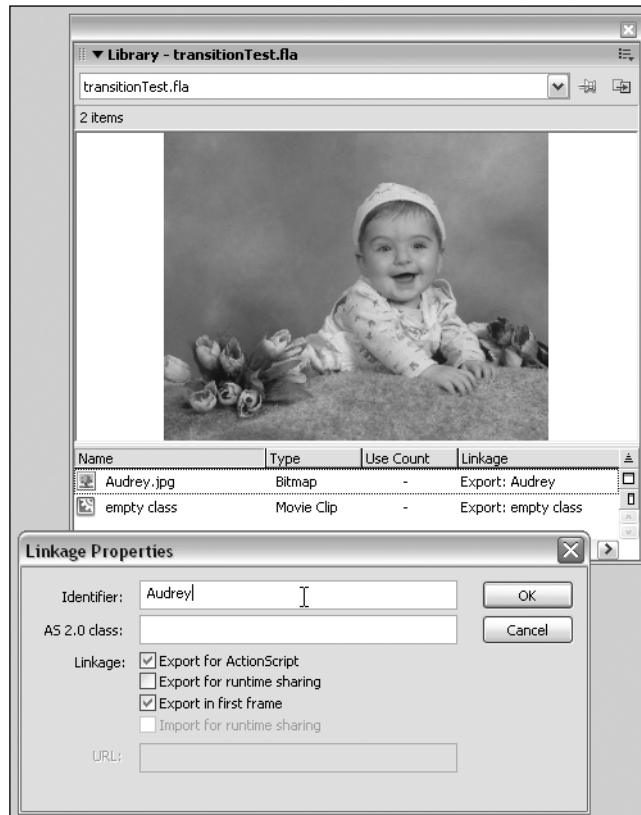 Library - transitionTest.fla
transitionTest.fla
2 items
Name Type Use Count Linkage
Audrey.jpg Bitmap - Export: Audrey
empty class Movie Clip - Export: empty class
Linkage Properties
Identifier: Audrey OK
AS 2.0 class: Cancel
Linkage: Export for ActionScript
Export for runtime sharing
Export in first frame
Import for runtime sharing
URL: